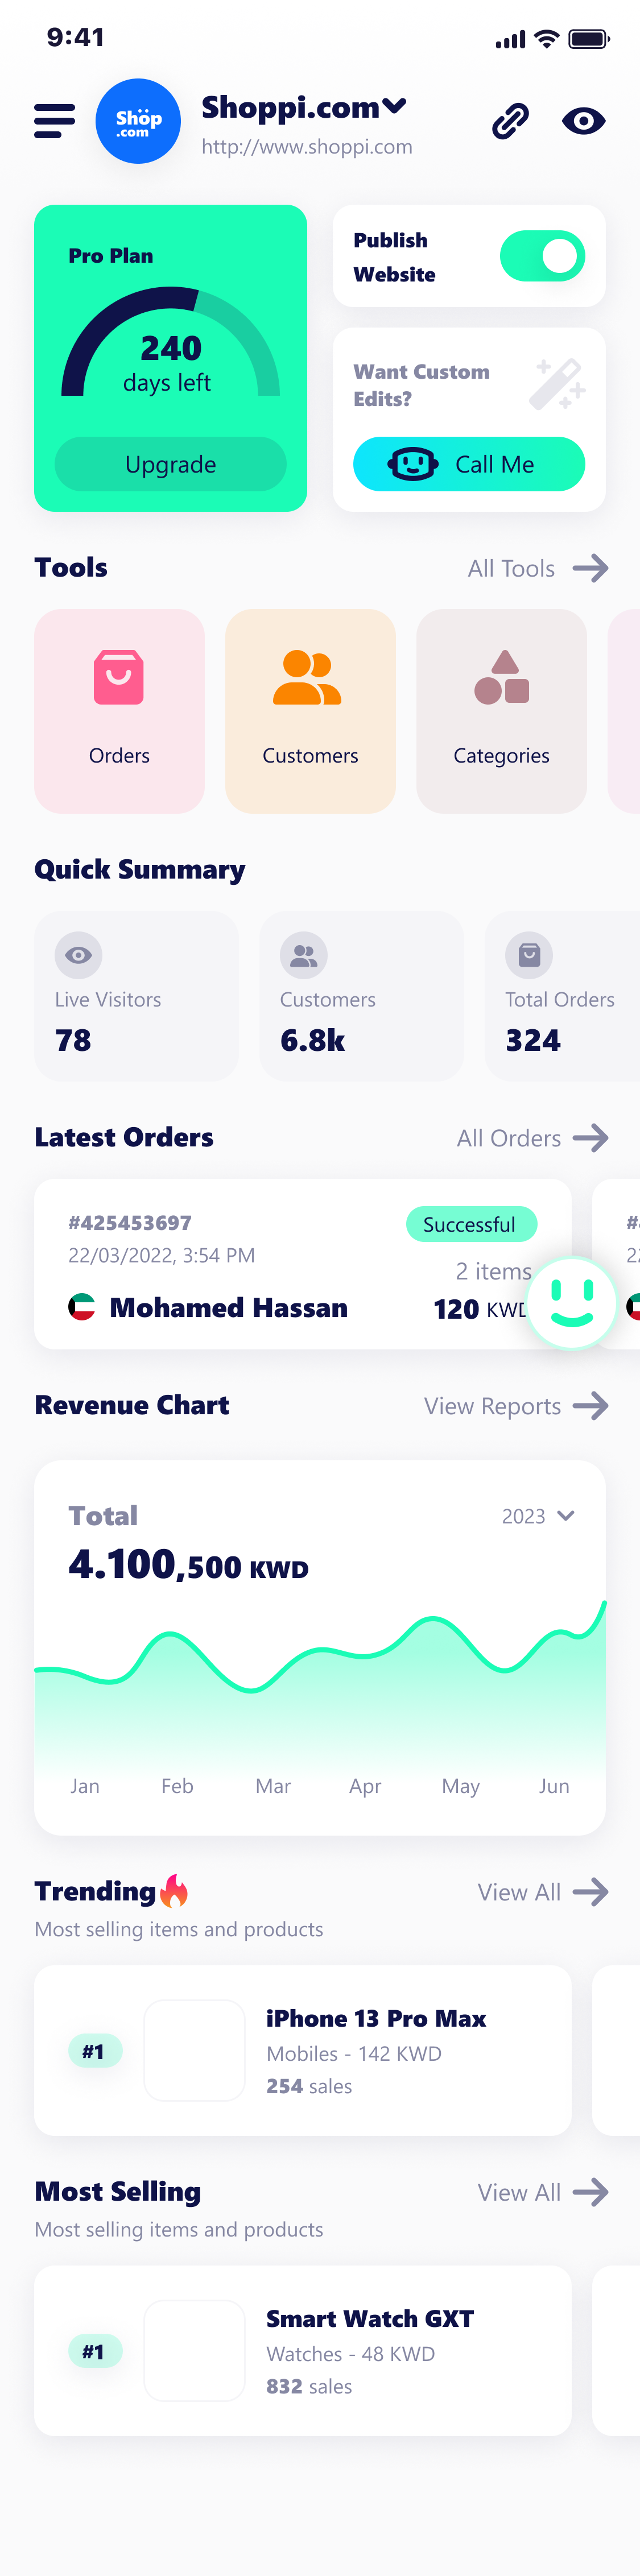 9:41
Shop
.com
Shoppi.com
http://www.shoppi.com
Pro Plan
240
days left
Upgrade
Publish
Website
Want Custom
Edits?
Call Me
Tools
All Tools
Orders
Customers
Categories
Quick Summary
Live Visitors
78
Customers
6.8k
Total Orders
324
Latest Orders
All Orders
#425453697
Successful
22/03/2022, 3:54 PM
2 items
Mohamed Hassan
120 KWD
Revenue Chart
View Reports
Total
2023
4.100,500 KWD
Jan Feb Mar Apr May Jun
Trending
View All
Most selling items and products
#1
iPhone 13 Pro Max
Mobiles - 142 KWD
254 sales
Most Selling
View All
Most selling items and products
#1
Smart Watch GXT
Watches - 48 KWD
832 sales